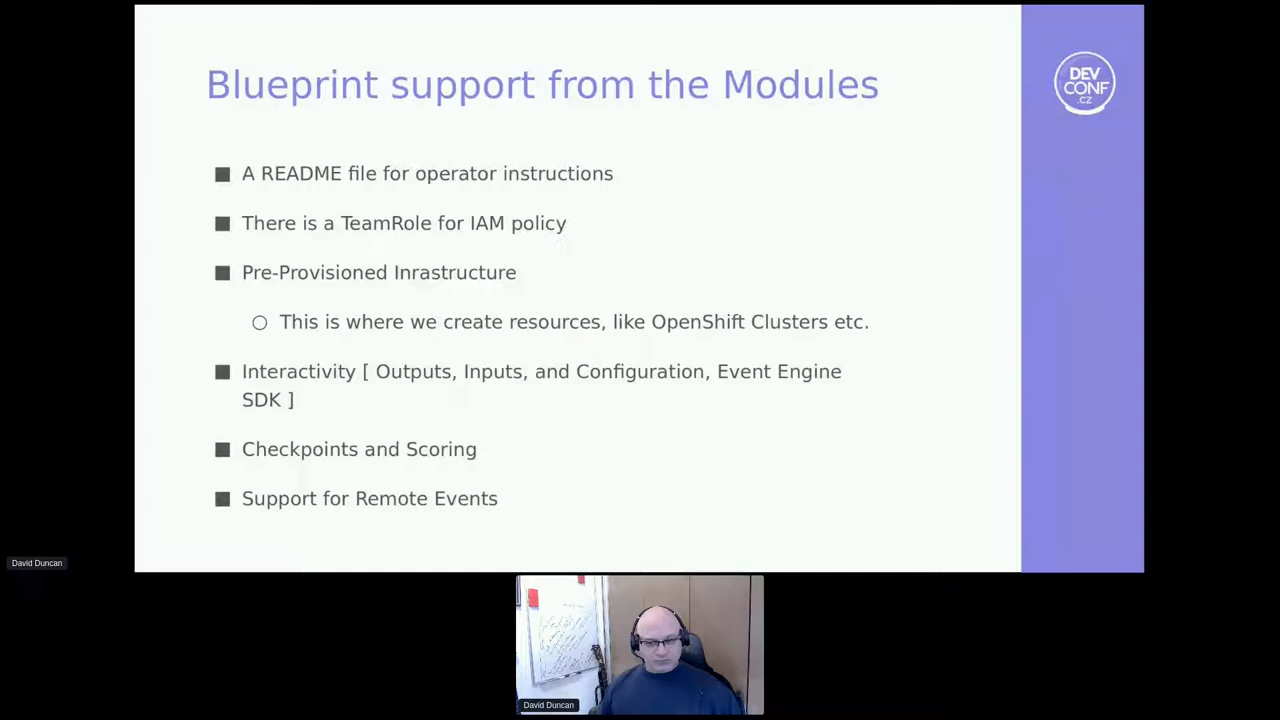 Blueprint support from the Modules
DEV
CONF
.CZ
■ A README file for operator instructions
■ There is a TeamRole for IAM policy
■ Pre-Provisioned Inrastructure
○ This is where we create resources, like OpenShift Clusters etc.
■ Interactivity [ Outputs, Inputs, and Configuration, Event Engine
SDK ]
■ Checkpoints and Scoring
■ Support for Remote Events
David Duncan
David Duncan